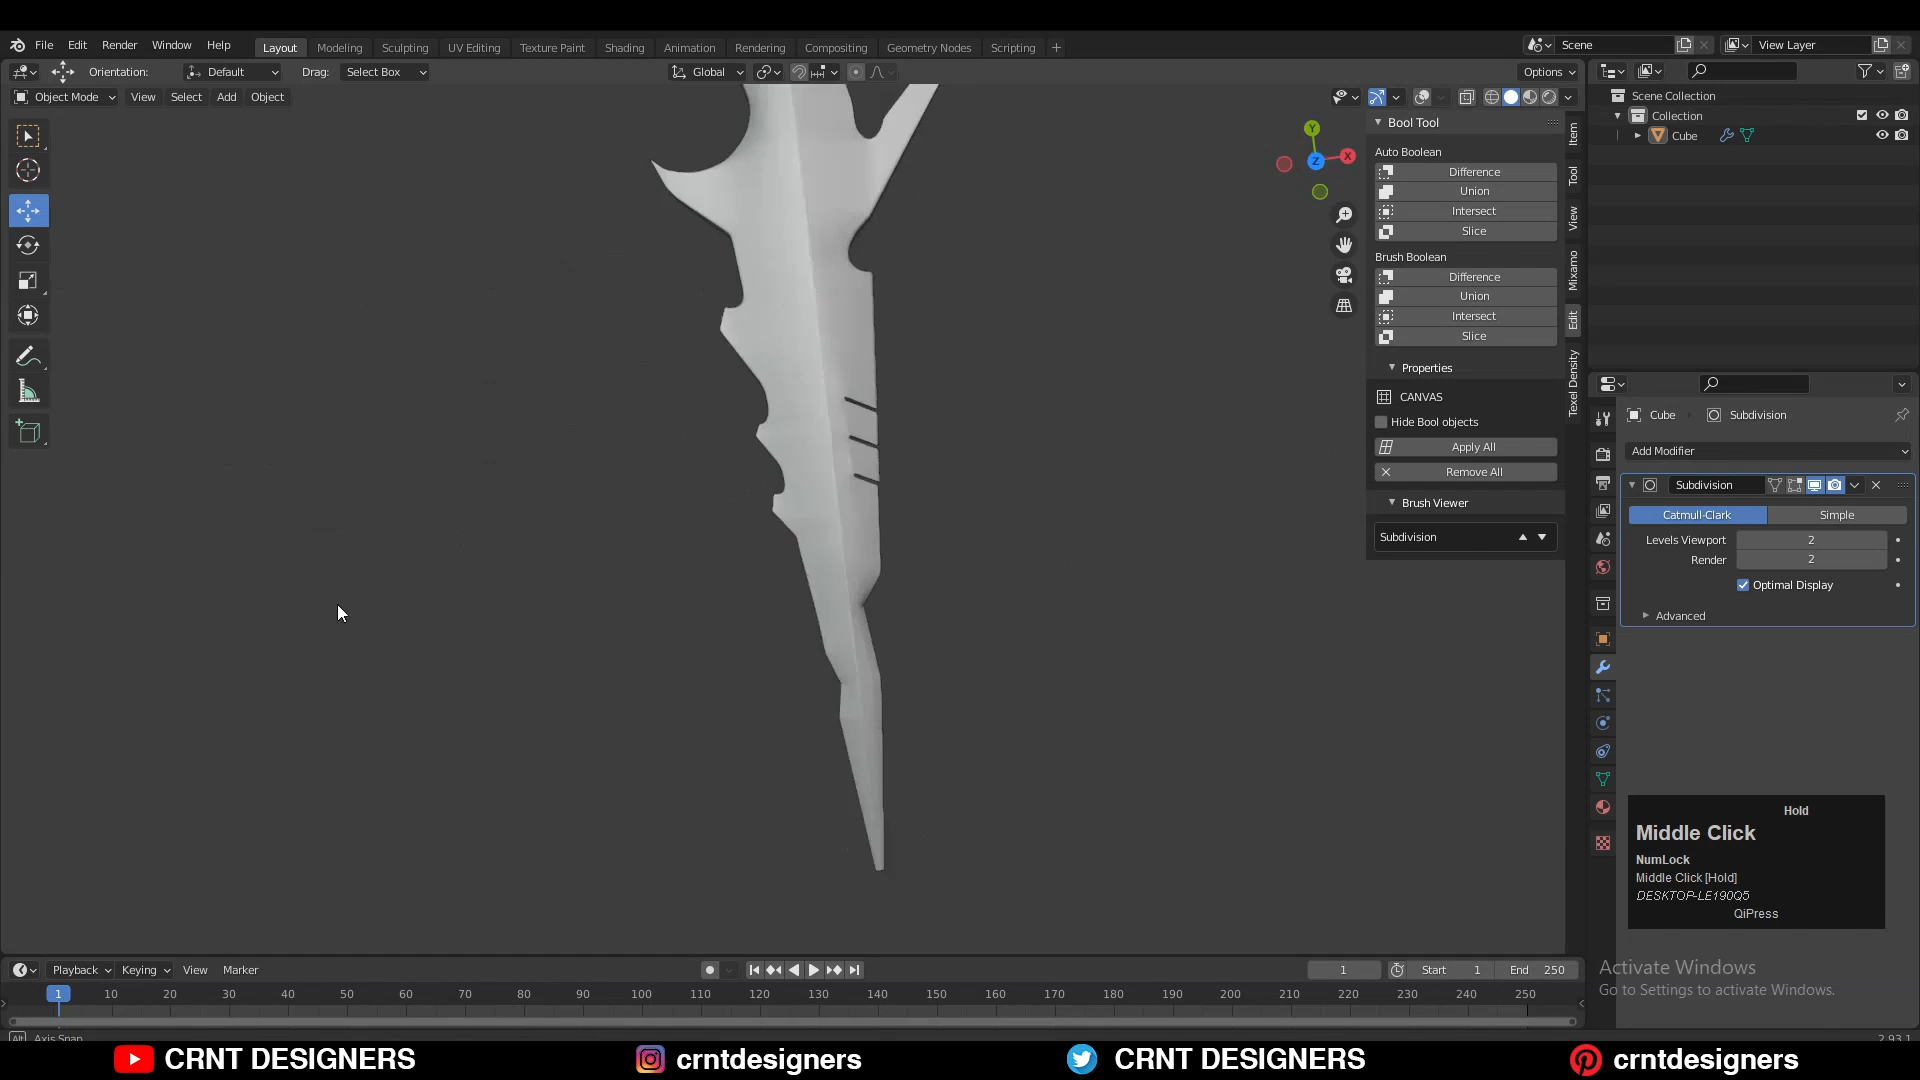 File Edit Render Window Help Layout Modeling Sculpting UV Editing Texture Paint Shading Animation Rendering Compositing Geometry Nodes Scripting + Scene View Layer
Orientation: Default Drag: Select Box Global Options
Object Mode View Select Add Object
Y
X
Z
Bool Tool
Auto Boolean
Difference
Union
Intersect
Slice
Brush Boolean
Difference
Union
Intersect
Slice
Properties
CANVAS
Hide Bool objects
Apply All
Remove All
Brush Viewer
Subdivision
Item
Tool
View
Mixamo
Edit
Texel Density
Scene Collection
Collection
Cube
Cube Subdivision
Add Modifier
Subdivision
Catmull-Clark Simple
Levels Viewport 2
Render 2
Optimal Display
Advanced
Hold
Middle Click
NumLock
Middle Click [Hold]
DESKTOP-LE190Q5
QiPress
Activate Windows
Go to Settings to activate Windows.
Playback Keying View Marker 1 Start 1 End 250
1 10 20 30 40 50 60 70 80 90 100 110 120 130 140 150 160 170 180 190 200 210 220 230 240 250
Alt Axis Snap 2.93.1
CRNT DESIGNERS crntdesigners CRNT DESIGNERS crntdesigners